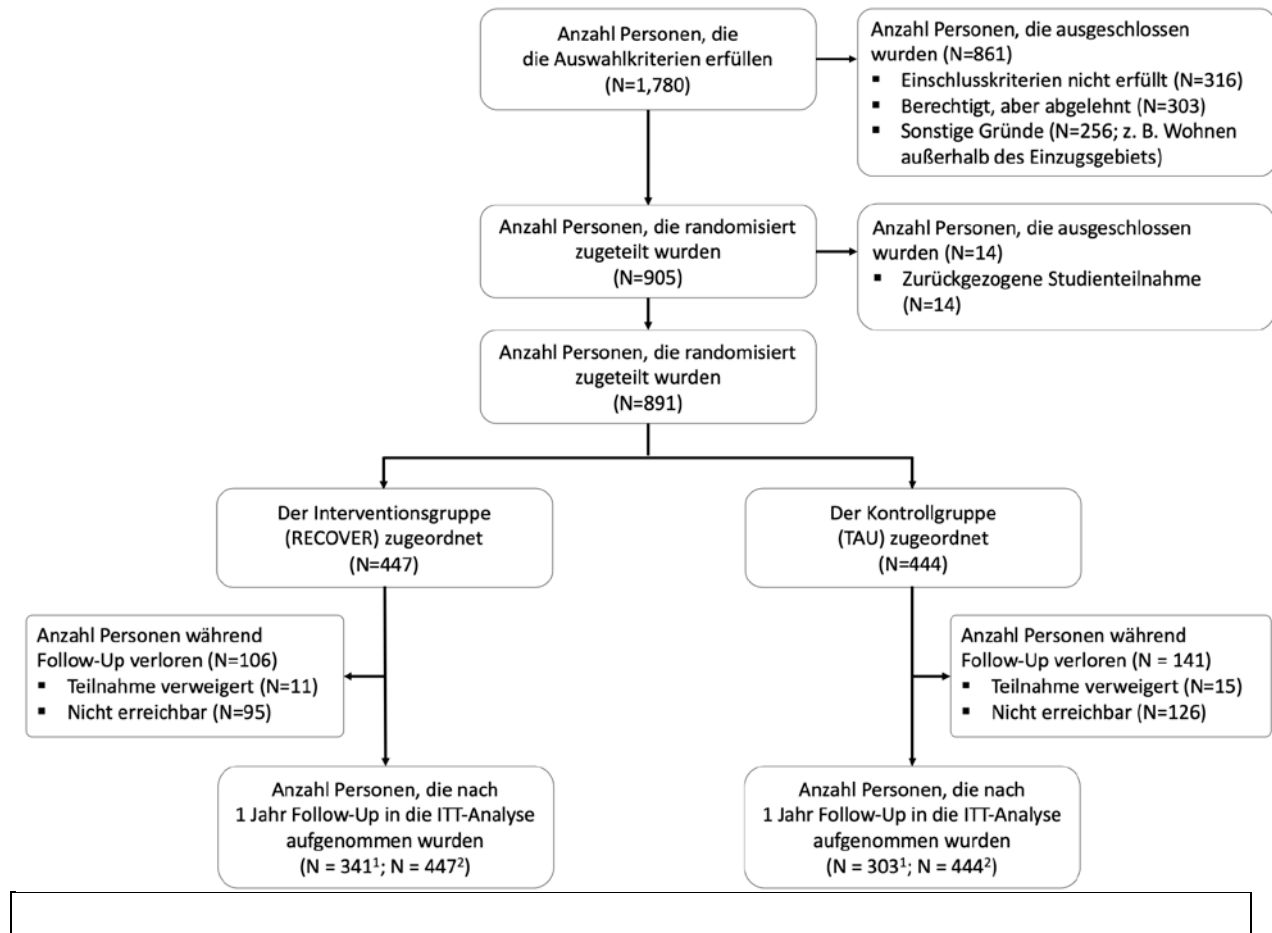 Anzahl Personen, die
die Auswahlkriterien erfüllen
(N=1,780)
Anzahl Personen, die ausgeschlossen
wurden (N=861)
▪ Einschlusskriterien nicht erfüllt (N=316)
▪ Berechtigt, aber abgelehnt (N=303)
▪ Sonstige Gründe (N=256; z. B. Wohnen
außerhalb des Einzugsgebiets)
Anzahl Personen, die randomisiert
zugeteilt wurden
(N=905)
Anzahl Personen, die ausgeschlossen
wurden (N=14)
▪ Zurückgezogene Studienteilnahme
(N=14)
Anzahl Personen, die randomisiert
zugeteilt wurden
(N=891)
Der Interventionsgruppe
(RECOVER) zugeordnet
(N=447)
Der Kontrollgruppe
(TAU) zugeordnet
(N=444)
Anzahl Personen während
Follow-Up verloren (N=106)
▪ Teilnahme verweigert (N=11)
▪ Nicht erreichbar (N=95)
Anzahl Personen während
Follow-Up verloren (N = 141)
▪ Teilnahme verweigert (N=15)
▪ Nicht erreichbar (N=126)
Anzahl Personen, die nach
1 Jahr Follow-Up in die ITT-Analyse
aufgenommen wurden
(N = 341¹; N = 447²)
Anzahl Personen, die nach
1 Jahr Follow-Up in die ITT-Analyse
aufgenommen wurden
(N = 303¹; N = 444²)